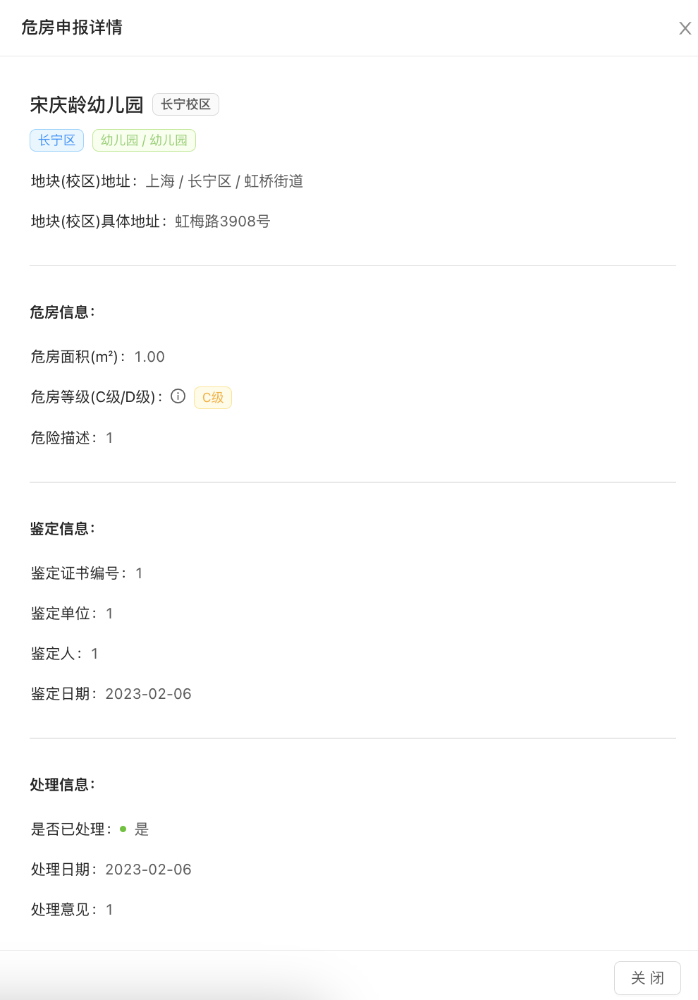 危房申报详情
宋庆龄幼儿园 长宁校区
长宁区 幼儿园 / 幼儿园
地块(校区)地址： 上海 / 长宁区 / 虹桥街道
地块(校区)具体地址： 虹梅路3908号
危房信息：
危房面积(m²)： 1.00
危房等级(C级/D级)： C级
危险描述： 1
鉴定信息：
鉴定证书编号： 1
鉴定单位： 1
鉴定人： 1
鉴定日期： 2023-02-06
处理信息：
是否已处理： 是
处理日期： 2023-02-06
处理意见： 1
关 闭